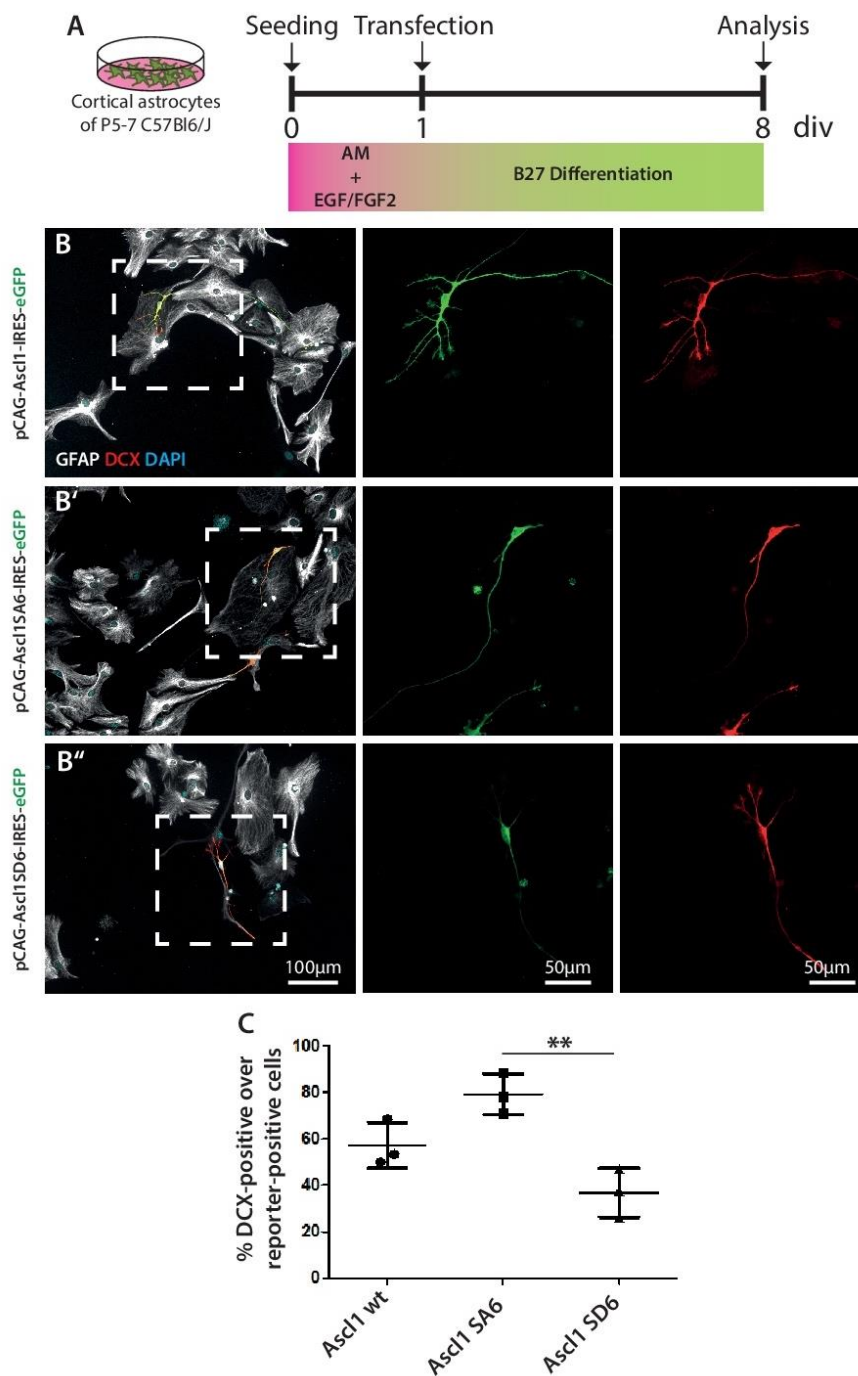 A
Seeding Transfection Analysis
Cortical astrocytes
of P5-7 C57Bl6/J
0 1 8 div
AM
+
EGF/FGF2
B27 Differentiation
pCAG-Ascl1-IRES-eGFP
B
GFAP DCX DAPI
pCAG-Ascl1SA6-IRES-eGFP
B'
pCAG-Ascl1SD6-IRES-eGFP
B"
100µm
50µm
50µm
C
% DCX-positive over
reporter-positive cells
100
80
60
40
20
0
**
Ascl1 wt
Ascl1 SA6
Ascl1 SD6